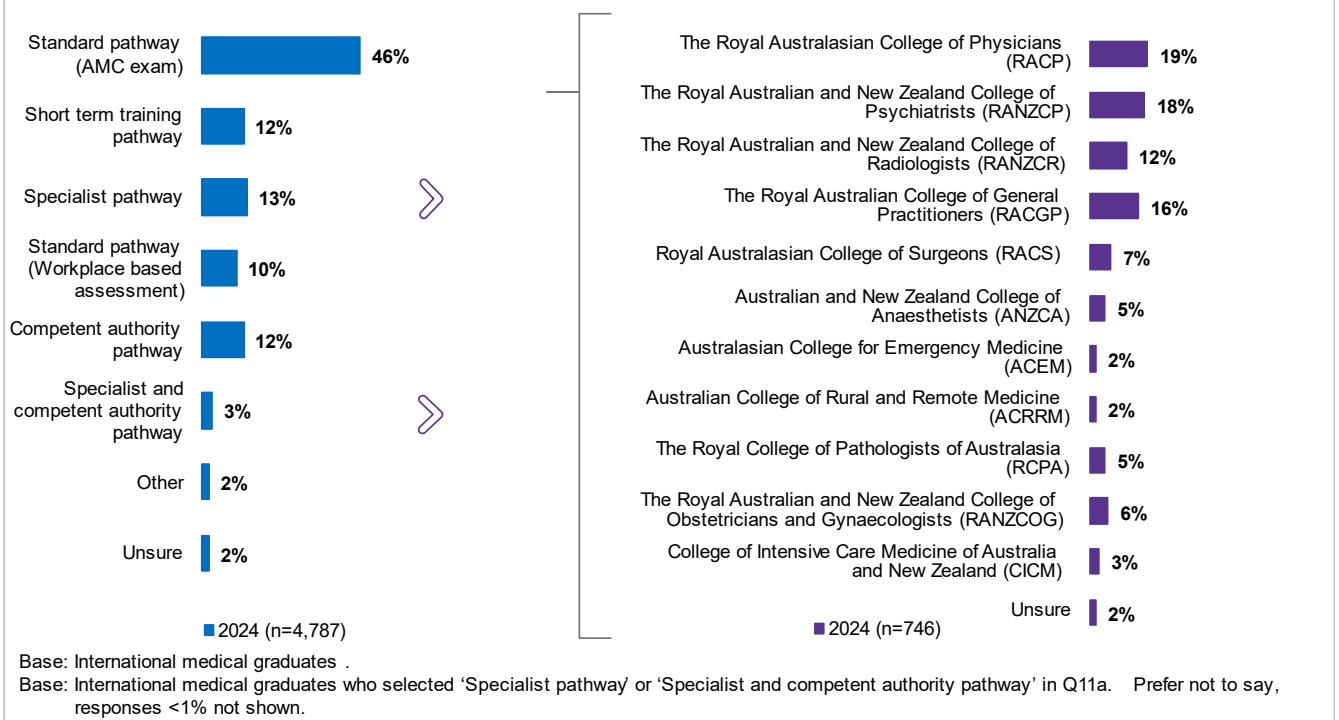 Standard pathway
(AMC exam)
46%
Short term training
pathway
12%
Specialist pathway
13%
Standard pathway
(Workplace based
assessment)
10%
Competent authority
pathway
12%
Specialist and
competent authority
pathway
3%
Other
2%
Unsure
2%
2024 (n=4,787)
The Royal Australasian College of Physicians
(RACP)
19%
The Royal Australian and New Zealand College of
Psychiatrists (RANZCP)
18%
The Royal Australian and New Zealand College of
Radiologists (RANZCR)
12%
The Royal Australian College of General
Practitioners (RACGP)
16%
Royal Australasian College of Surgeons (RACS)
7%
Australian and New Zealand College of
Anaesthetists (ANZCA)
5%
Australasian College for Emergency Medicine
(ACEM)
2%
Australian College of Rural and Remote Medicine
(ACRRM)
2%
The Royal College of Pathologists of Australasia
(RCPA)
5%
The Royal Australian and New Zealand College of
Obstetricians and Gynaecologists (RANZCOG)
6%
College of Intensive Care Medicine of Australia
and New Zealand (CICM)
3%
Unsure
2%
2024 (n=746)
Base: International medical graduates .
Base: International medical graduates who selected ‘Specialist pathway’ or ‘Specialist and competent authority pathway’ in Q11a. Prefer not to say,
responses <1% not shown.